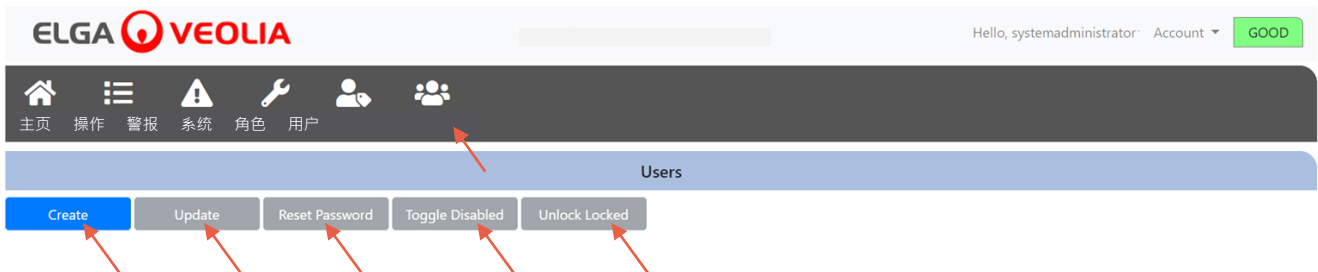 ELGA VEOLIA
Hello, systemadministrator Account GOOD
主页 操作 警报 系统 角色 用户
Users
Create Update Reset Password Toggle Disabled Unlock Locked